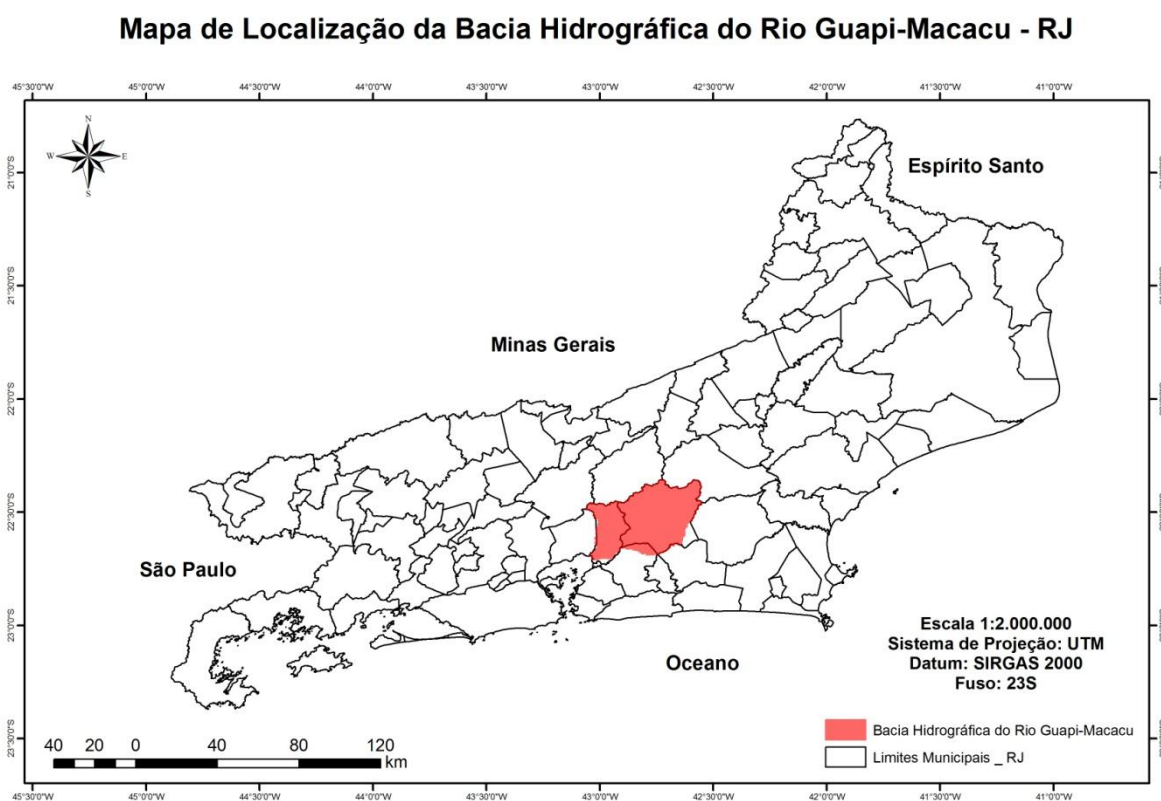 Mapa de Localização da Bacia Hidrográfica do Rio Guapi-Macacu - RJ
45°30'0"W 45°0'0"W 44°30'0"W 44°0'0"W 43°30'0"W 43°0'0"W 42°30'0"W 42°0'0"W 41°30'0"W 41°0'0"W
N
W E
S
21°0'0"S
21°30'0"S
22°0'0"S
22°30'0"S
23°0'0"S
23°30'0"S
Espírito Santo
Minas Gerais
São Paulo
Oceano
Escala 1:2.000.000
Sistema de Projeção: UTM
Datum: SIRGAS 2000
Fuso: 23S
Bacia Hidrográfica do Rio Guapi-Macacu
Limites Municipais _ RJ
40 20 0 40 80 120
km
45°30'0"W 45°0'0"W 44°30'0"W 44°0'0"W 43°30'0"W 43°0'0"W 42°30'0"W 42°0'0"W 41°30'0"W 41°0'0"W